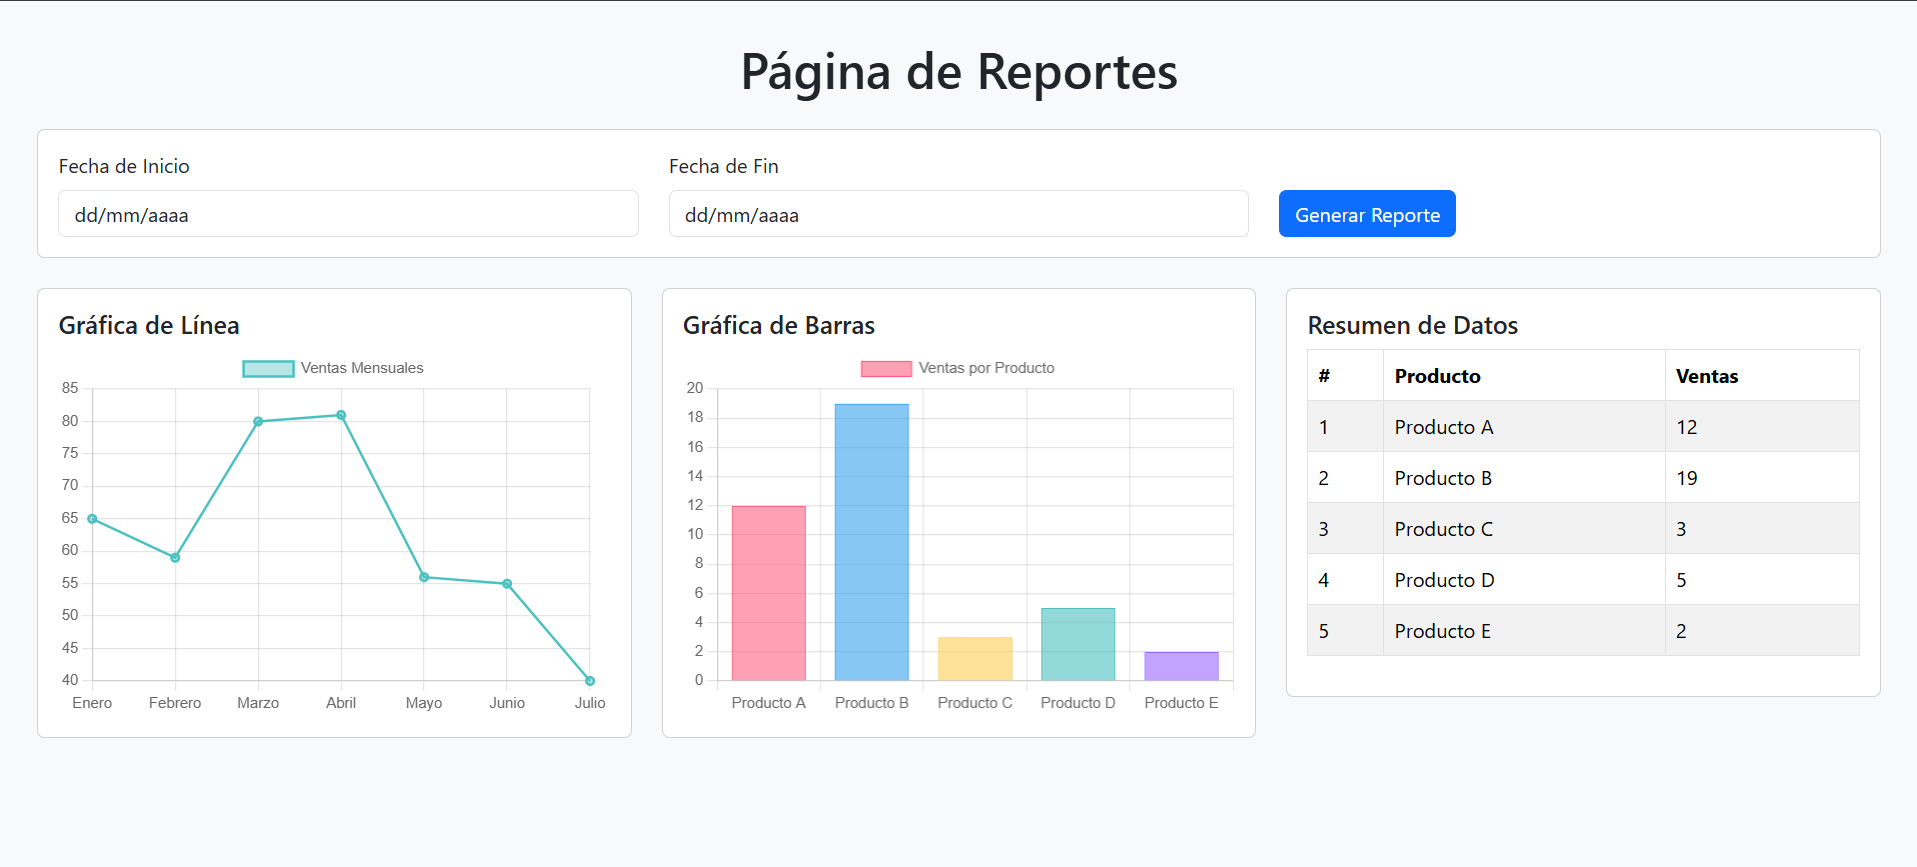 Página de Reportes
Fecha de Inicio
Fecha de Fin
dd/mm/aaaa
dd/mm/aaaa
Generar Reporte
Gráfica de Línea
Ventas Mensuales
85
80
75
70
65
60
55
50
45
40
Enero Febrero Marzo Abril Mayo Junio Julio
Gráfica de Barras
Ventas por Producto
20
18
16
14
12
10
8
6
4
2
0
Producto A Producto B Producto C Producto D Producto E
Resumen de Datos
# Producto Ventas
1 Producto A 12
2 Producto B 19
3 Producto C 3
4 Producto D 5
5 Producto E 2